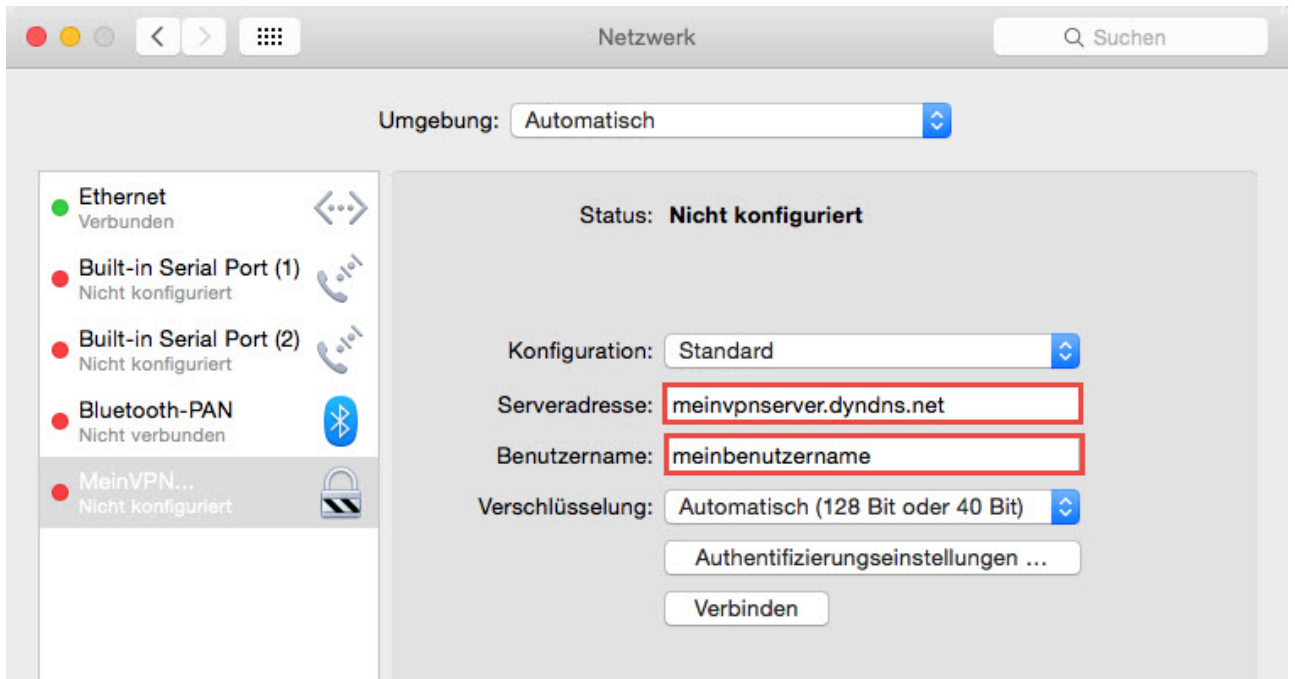 Netzwerk
Suchen
Umgebung: Automatisch
Ethernet
Verbunden
Built-in Serial Port (1)
Nicht konfiguriert
Built-in Serial Port (2)
Nicht konfiguriert
Bluetooth-PAN
Nicht verbunden
MeinVPN...
Nicht konfiguriert
Status: Nicht konfiguriert
Konfiguration: Standard
Serveradresse: meinvpnserver.dyndns.net
Benutzername: meinbenutzername
Verschlüsselung: Automatisch (128 Bit oder 40 Bit)
Authentifizierungseinstellungen ...
Verbinden